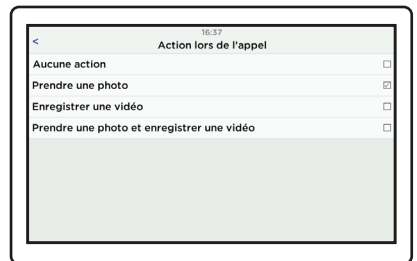 16:37
<
Action lors de l'appel
Aucune action
Prendre une photo
Enregistrer une vidéo
Prendre une photo et enregistrer une vidéo